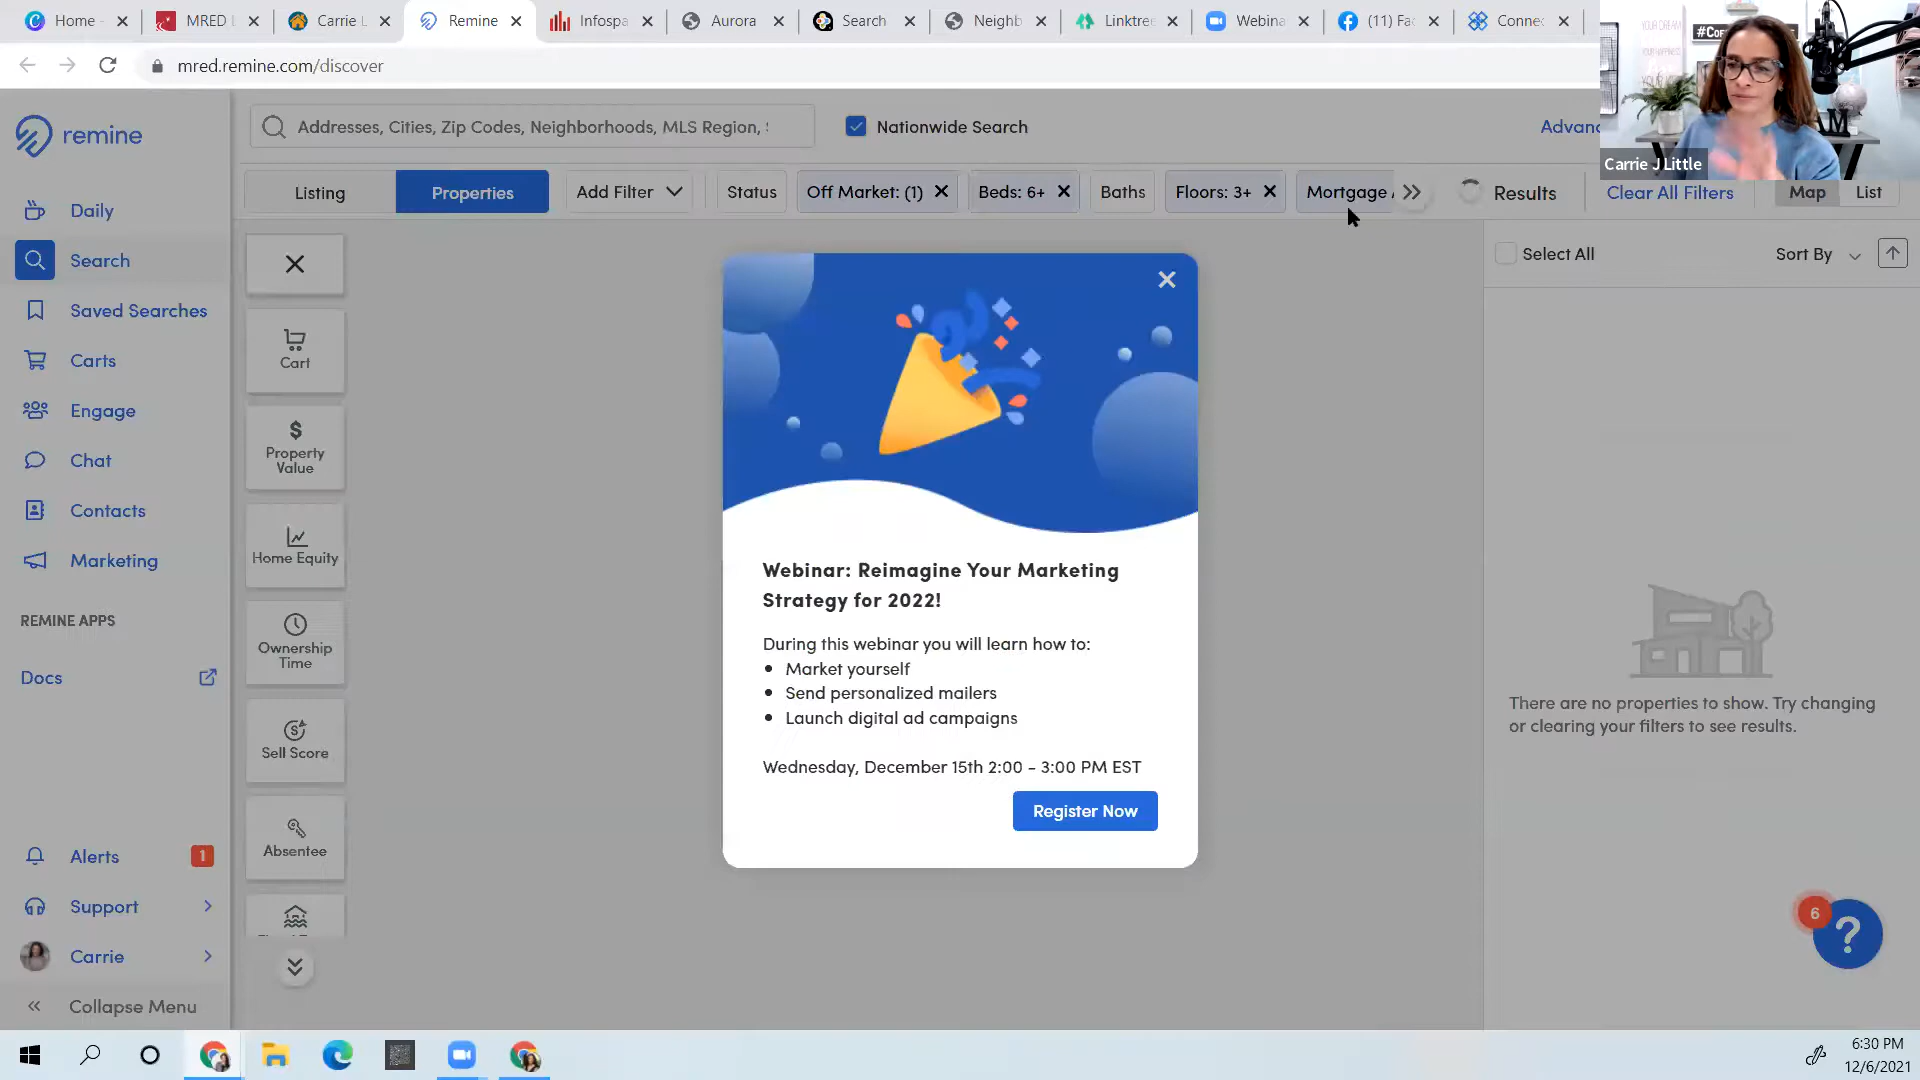 Home -
MRED
Carrie L
Remine
Infospa
Aurora
Search
Neighb
Linktree
Webina
(11) Fac
Connec
mred.remine.com/discover
#Co
AM
Carrie J Little
remine
Addresses, Cities, Zip Codes, Neighborhoods, MLS Region, S
Nationwide Search
Advanc
Listing
Properties
Add Filter
Status
Off Market: (1)
Beds: 6+
Baths
Floors: 3+
Mortgage
Results
Clear All Filters
Map
List
Daily
Search
Saved Searches
Carts
Engage
Chat
Contacts
Marketing
REMINE APPS
Docs
Alerts
1
Support
Carrie
Collapse Menu
Cart
Property
Value
Home Equity
Ownership
Time
Sell Score
Absentee
Webinar: Reimagine Your Marketing
Strategy for 2022!
During this webinar you will learn how to:
• Market yourself
• Send personalized mailers
• Launch digital ad campaigns
Wednesday, December 15th 2:00 - 3:00 PM EST
Register Now
Select All
Sort By
There are no properties to show. Try changing
or clearing your filters to see results.
6
?
6:30 PM
12/6/2021